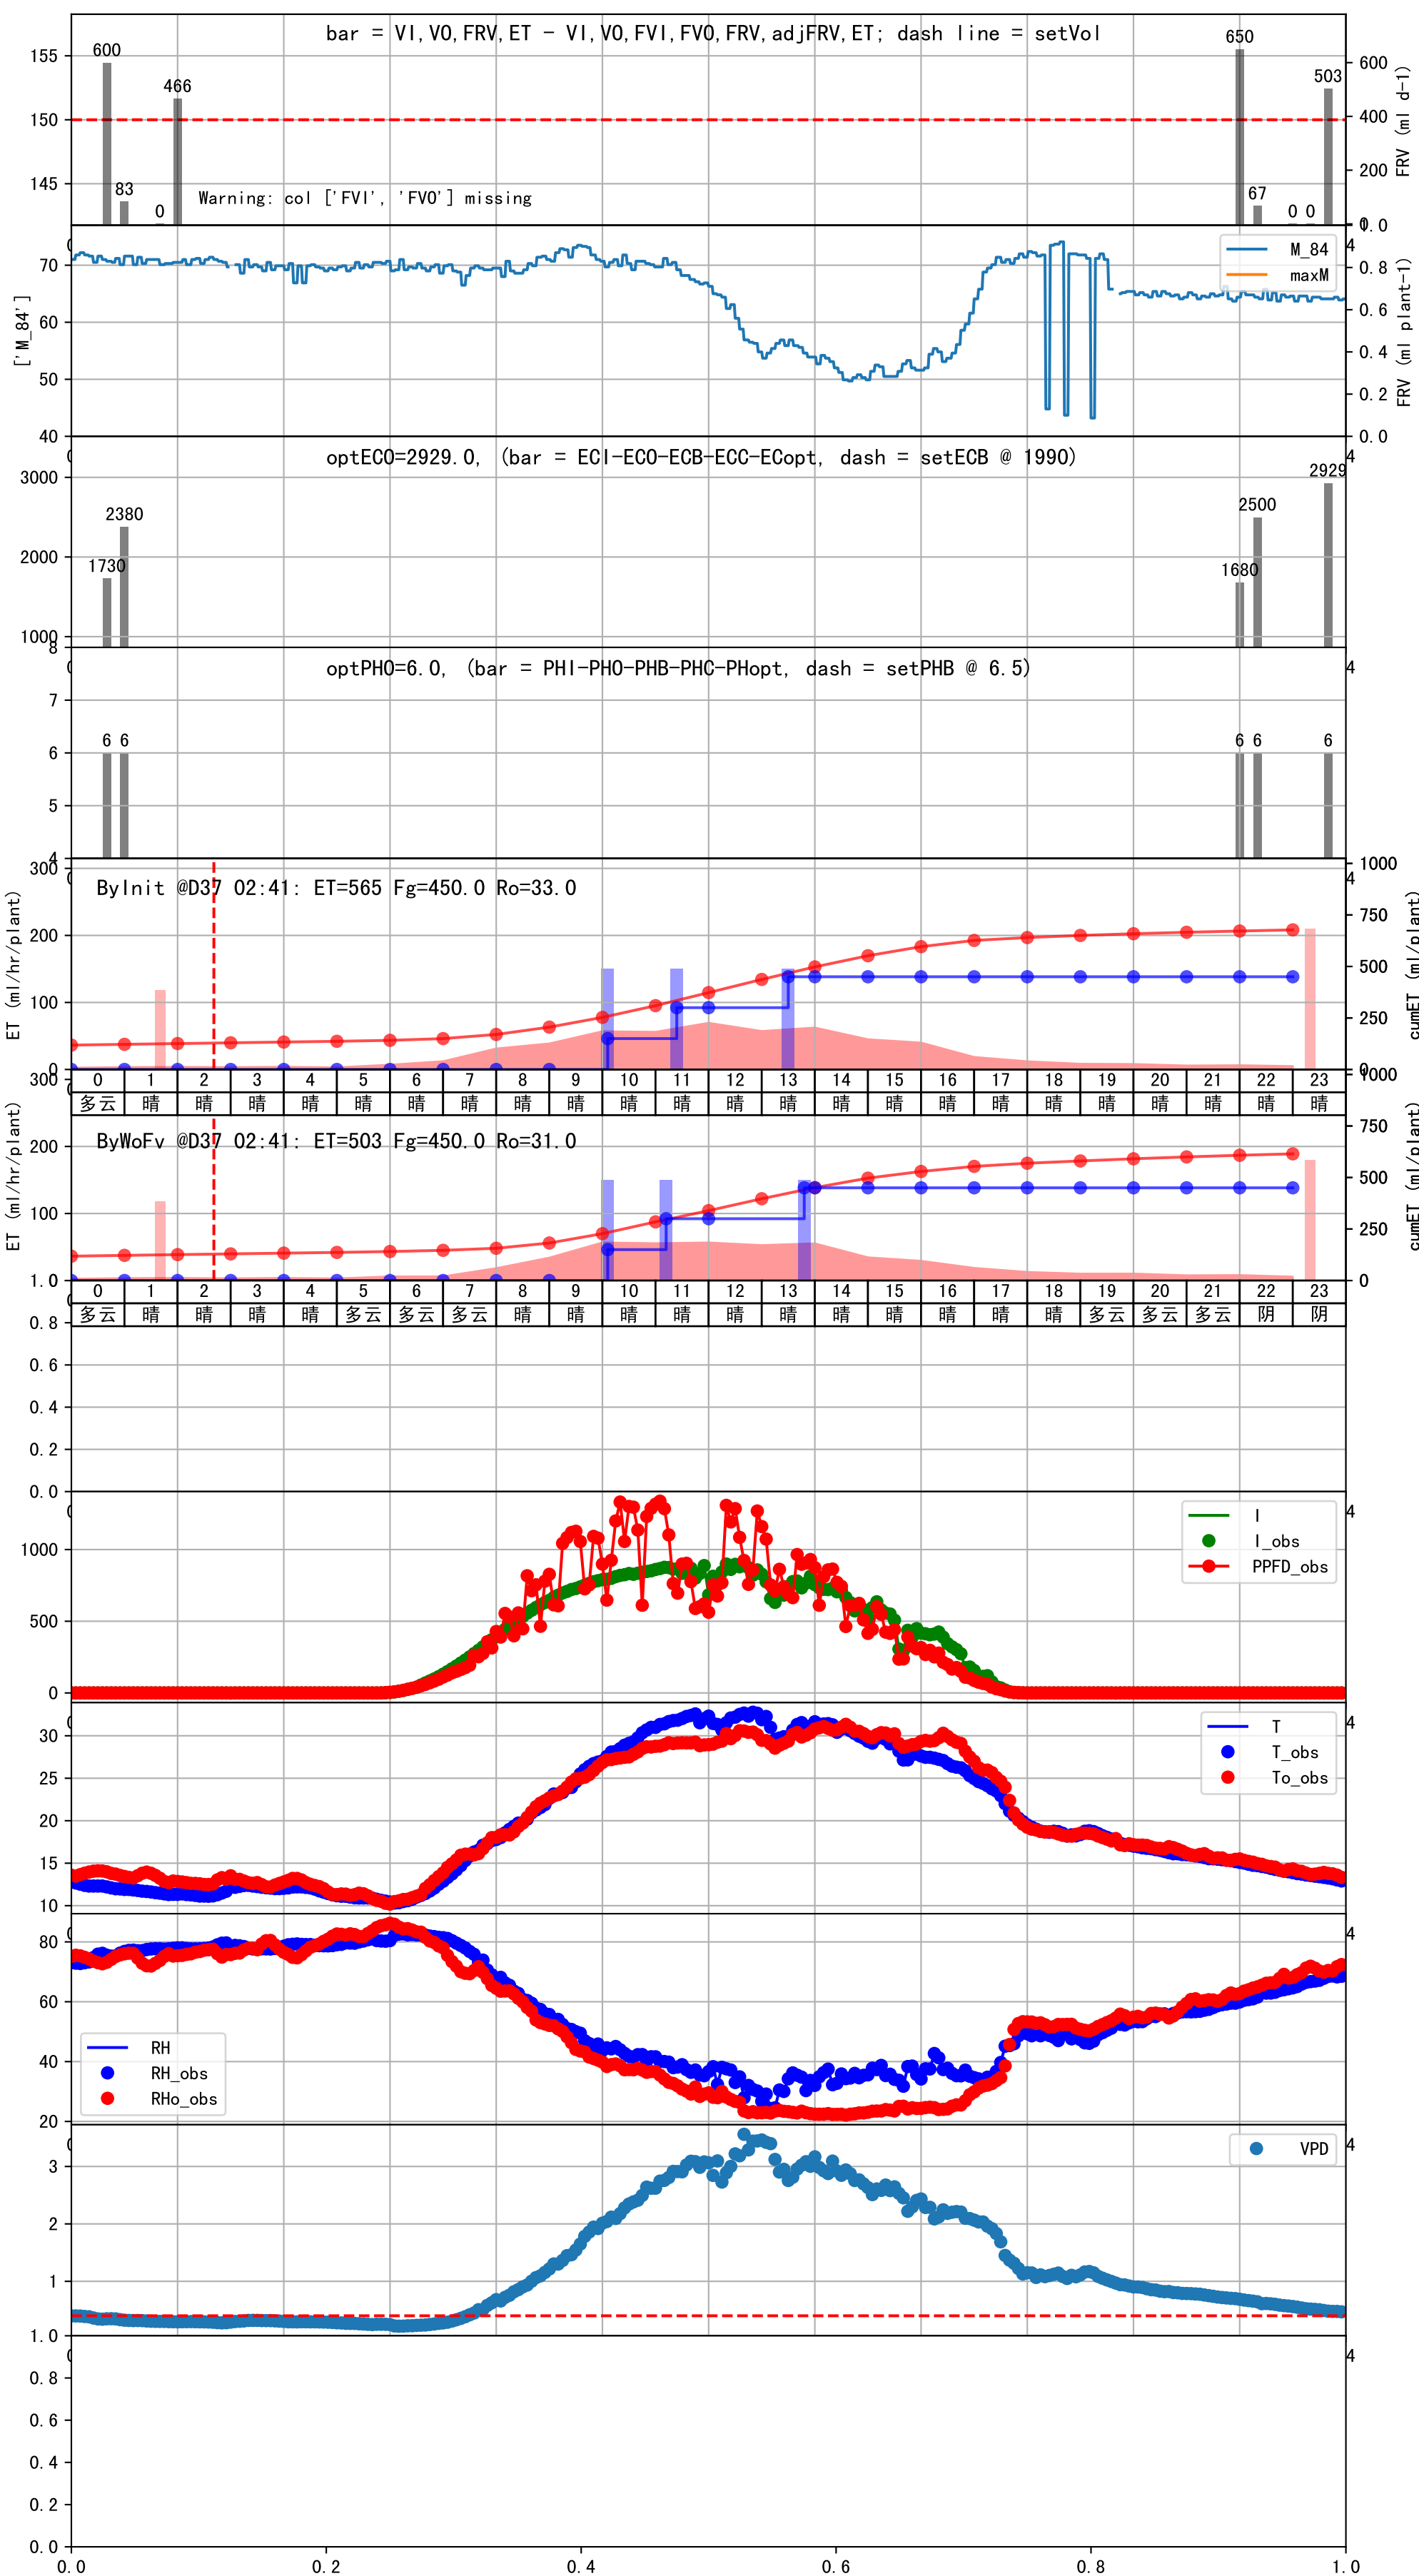 bar = VI,VO,FRV,ET - VI,VO,FVI,FVO,FRV,adjFRV,ET; dash line = setVol
155
150
145
600
83
0
466
650
67
0
0
503
Warning: col ['FVI', 'FVO'] missing
600
400
200
FRV (ml d-1)
['M_84']
70
60
50
40
M_84
maxM
0.8
0.6
0.4
0.2
0.0
FRV (ml plant-1)
optECO=2929.0, (bar = ECI-ECO-ECB-ECC-ECopt, dash = setECB @ 1990)
3000
2000
1000
1730
2380
1680
2500
2929
optPHO=6.0, (bar = PHI-PHO-PHB-PHC-PHopt, dash = setPHB @ 6.5)
8
7
6
5
4
6
6
6
6
6
ByInit @D37 02:41: ET=565 Fg=450.0 Ro=33.0
ET (ml/hr/plant)
300
200
100
0
1000
750
500
250
0
cumET (ml/plant)
0 1 2 3 4 5 6 7 8 9 10 11 12 13 14 15 16 17 18 19 20 21 22 23
多云 晴 晴 晴 晴 晴 晴 晴 晴 晴 晴 晴 晴 晴 晴 晴 晴 晴 晴 晴 晴 晴 晴 晴
ByWoFv @D37 02:41: ET=503 Fg=450.0 Ro=31.0
ET (ml/hr/plant)
300
200
100
1000
750
500
250
0
cumET (ml/plant)
0 1 2 3 4 5 6 7 8 9 10 11 12 13 14 15 16 17 18 19 20 21 22 23
多云 晴 晴 晴 晴 多云 多云 多云 晴 晴 晴 晴 晴 晴 晴 晴 晴 晴 晴 多云 多云 多云 阴 阴
1.0
0.8
0.6
0.4
0.2
0.0
1000
500
0
I
I_obs
PPFD_obs
30
25
20
15
10
T
T_obs
To_obs
80
60
40
20
RH
RH_obs
RHo_obs
3
2
1
VPD
1.0
0.8
0.6
0.4
0.2
0.0
0.0 0.2 0.4 0.6 0.8 1.0